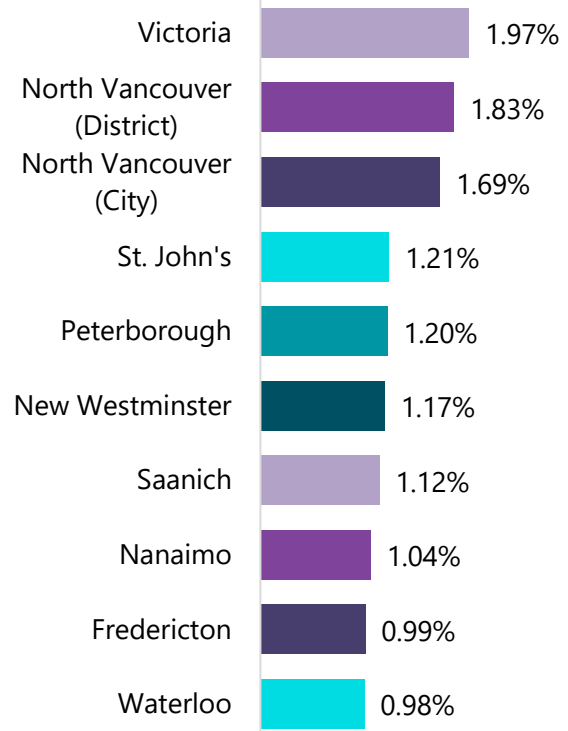 Victoria 1.97%
North Vancouver
(District) 1.83%
North Vancouver
(City) 1.69%
St. John's 1.21%
Peterborough 1.20%
New Westminster 1.17%
Saanich 1.12%
Nanaimo 1.04%
Fredericton 0.99%
Waterloo 0.98%